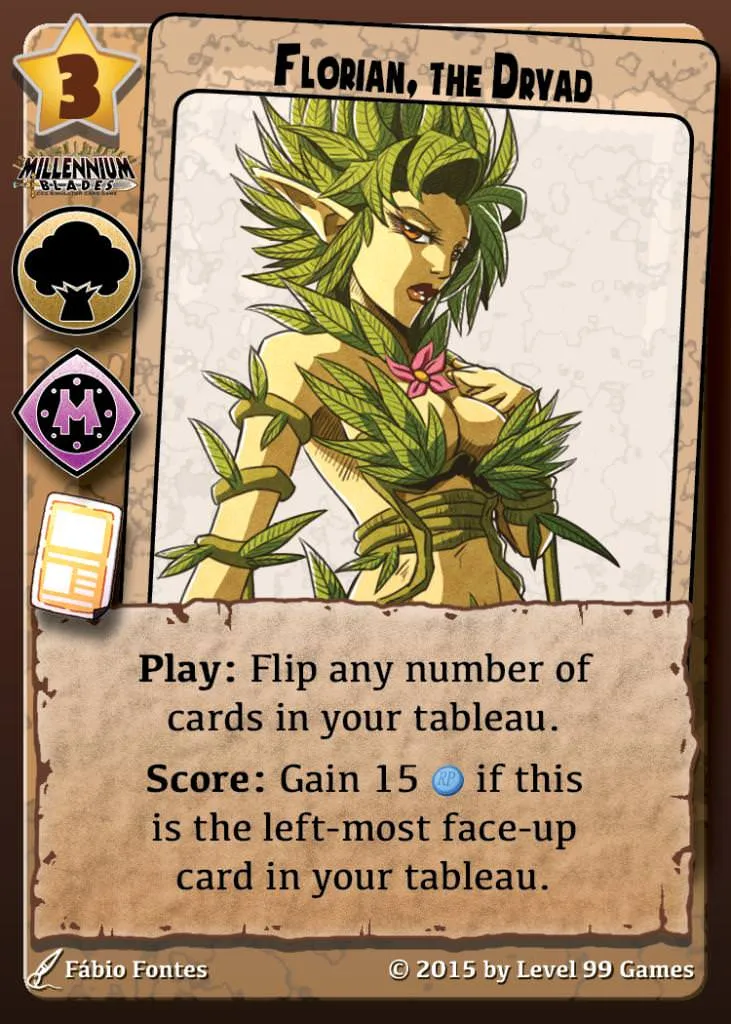 3
FLORIAN, THE DRYAD
MILLENNIUM
BLADES
M
Play: Flip any number of
cards in your tableau.
Score: Gain 15 RP if this
is the left-most face-up
card in your tableau.
Fábio Fontes
© 2015 by Level 99 Games